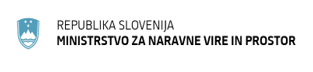 REPUBLIKA SLOVENIJA
MINISTRSTVO ZA NARAVNE VIRE IN PROSTOR